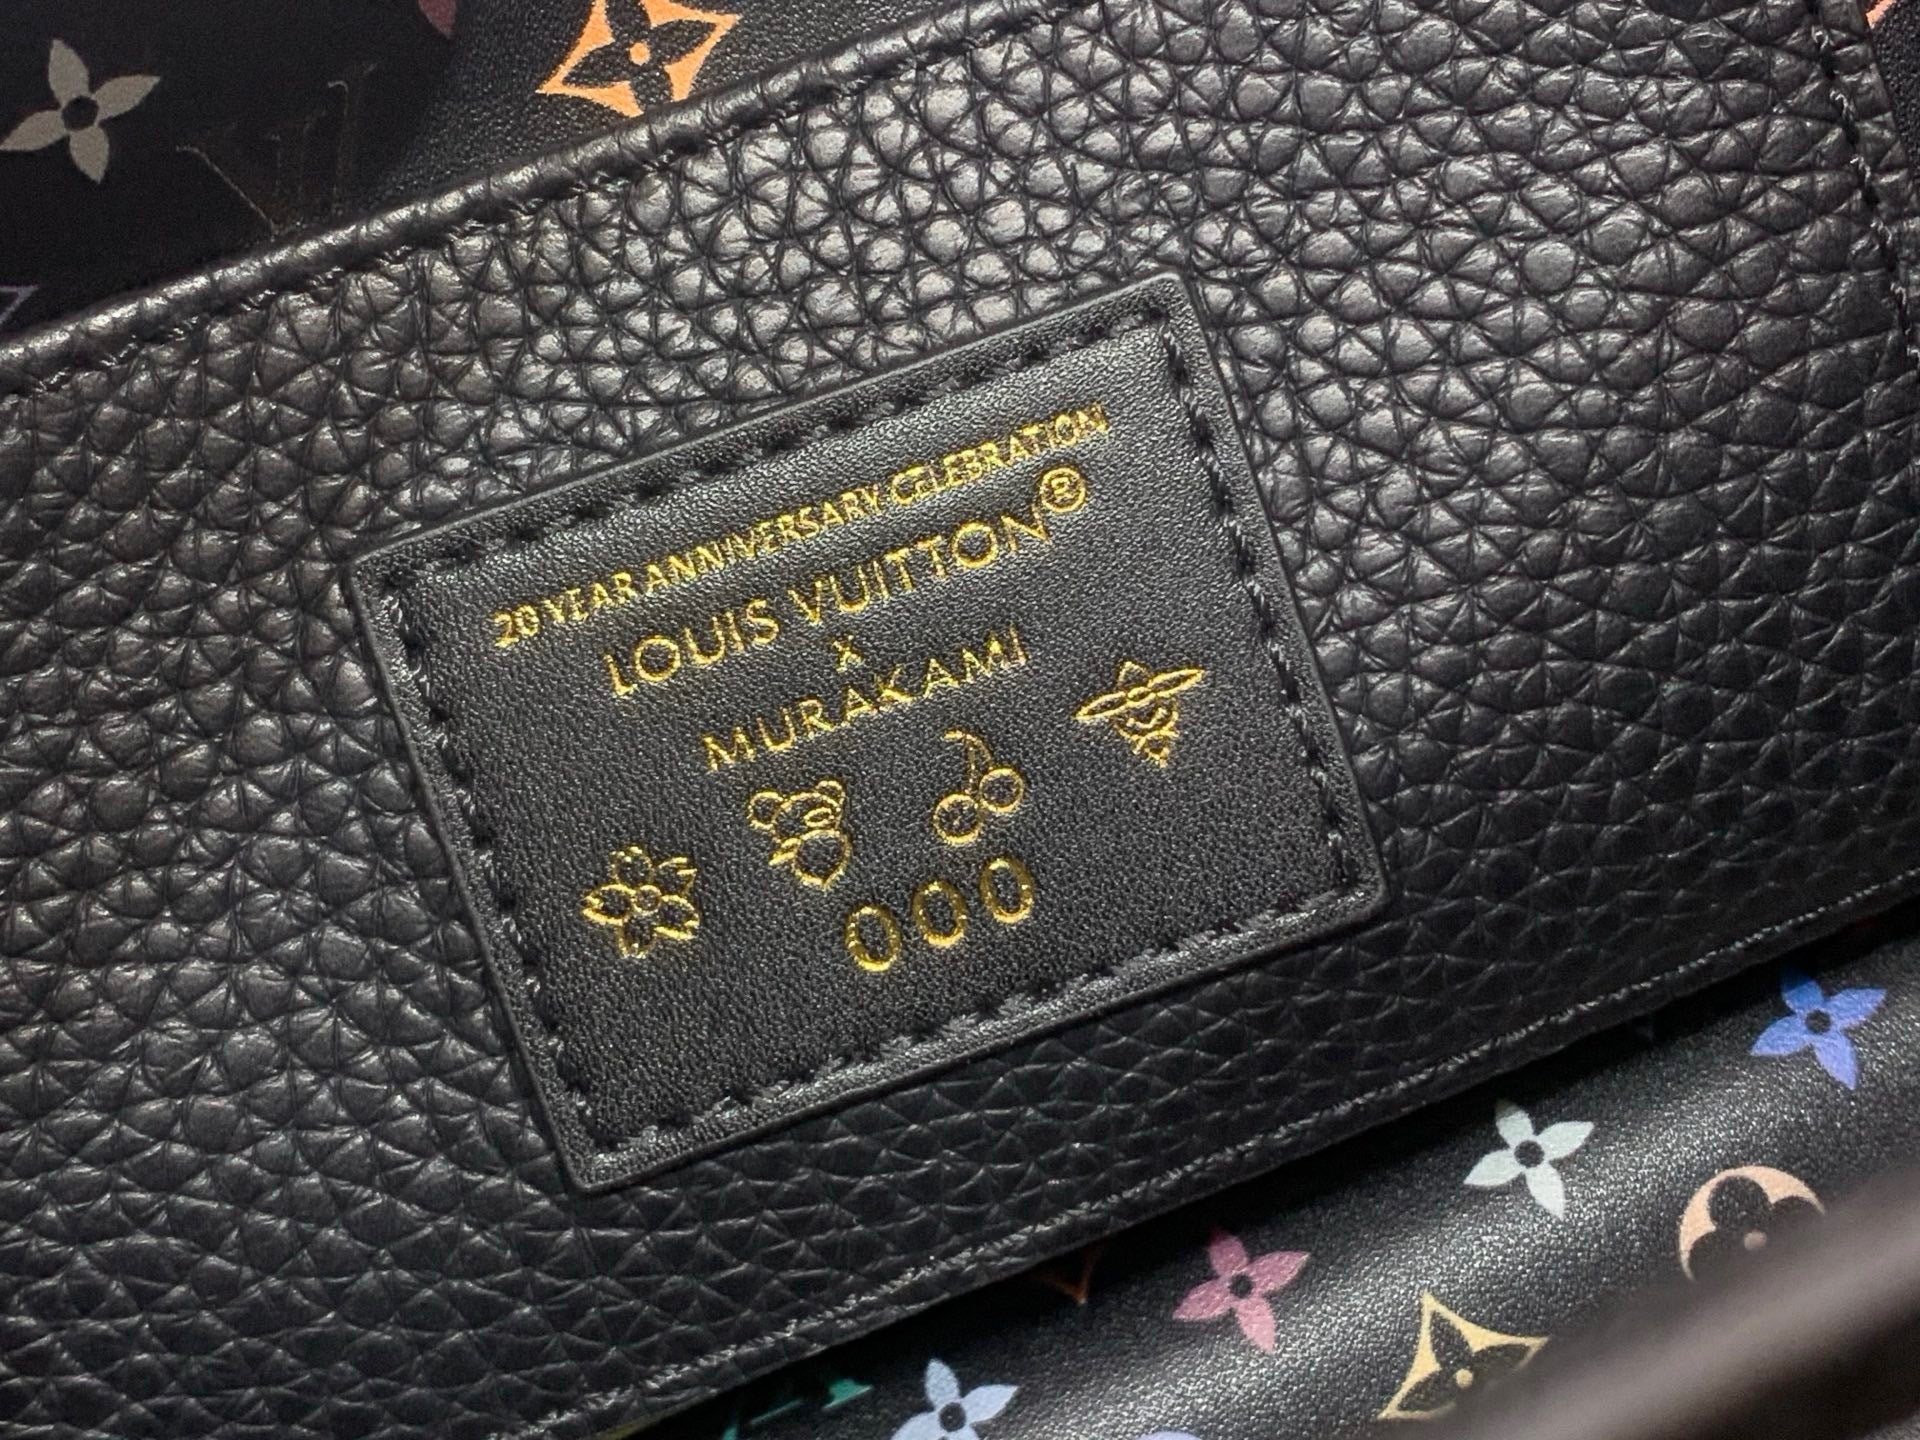 20 YEAR ANNIVERSARY CELEBRATION
LOUIS VUITTON®
x
MURAKAMI
000